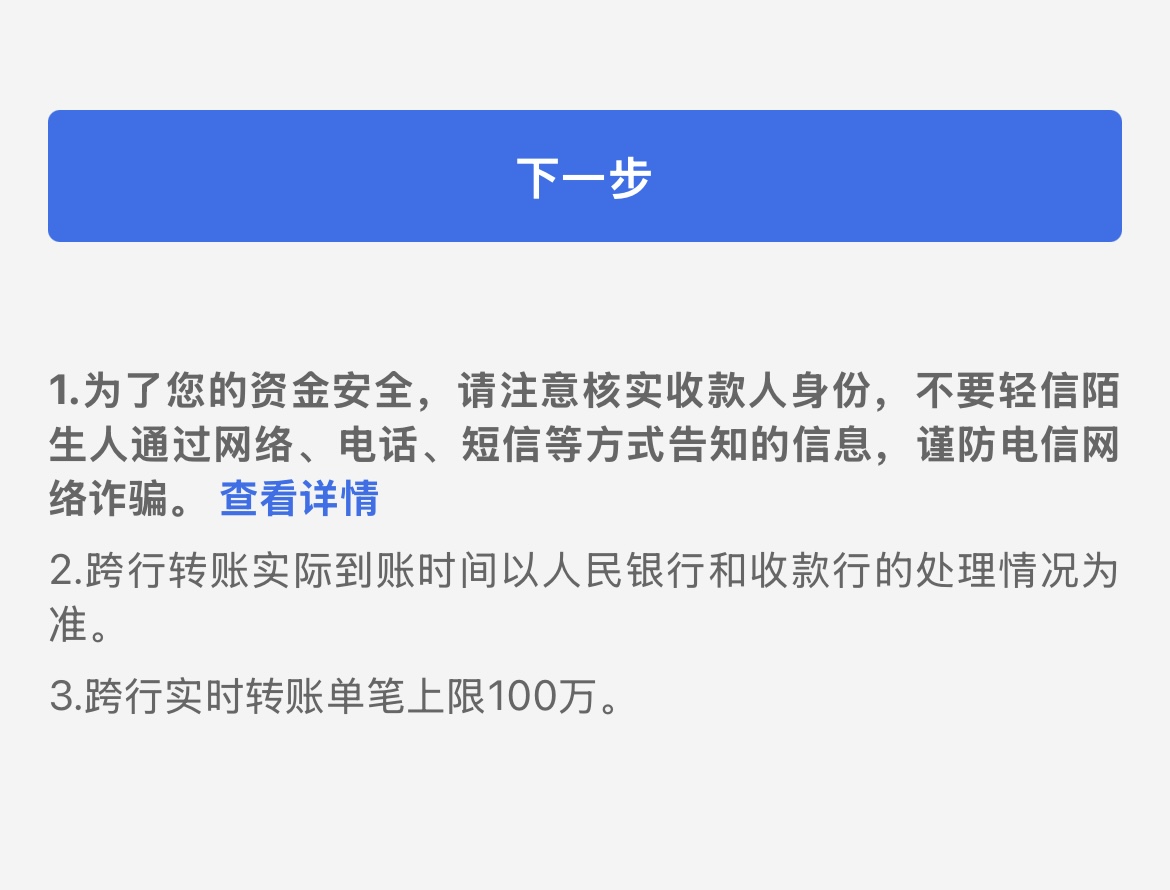 下一步
1.为了您的资金安全，请注意核实收款人身份，不要轻信陌
生人通过网络、电话、短信等方式告知的信息，谨防电信网
络诈骗。 查看详情
2.跨行转账实际到账时间以人民银行和收款行的处理情况为
准。
3.跨行实时转账单笔上限100万。